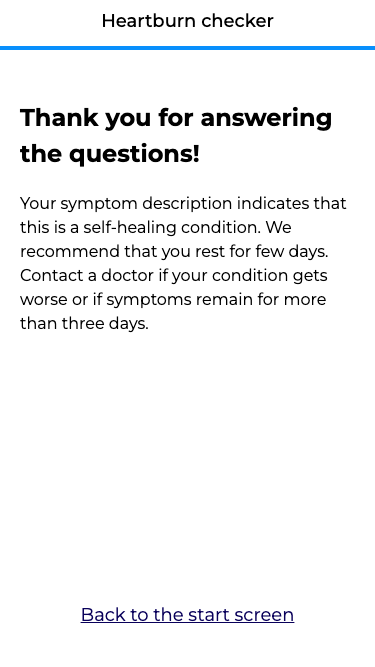 Heartburn checker
Thank you for answering
the questions!
Your symptom description indicates that
this is a self-healing condition. We
recommend that you rest for few days.
Contact a doctor if your condition gets
worse or if symptoms remain for more
than three days.
Back to the start screen